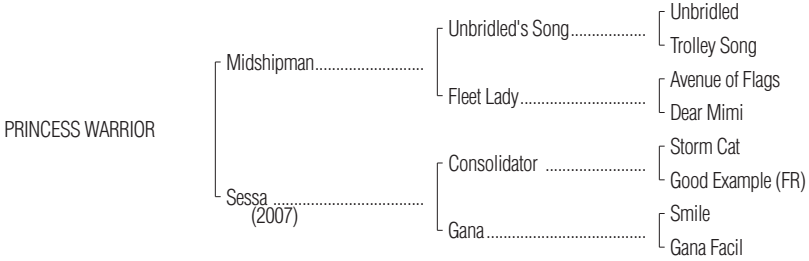 Unbridled
Unbridled's Song..................
Trolley Song
Midshipman..........................
Avenue of Flags
Fleet Lady..............................
Dear Mimi
PRINCESS WARRIOR
Storm Cat
Consolidator ........................
Good Example (FR)
Sessa ....................................
(2007)
Smile
Gana......................................
Gana Facil